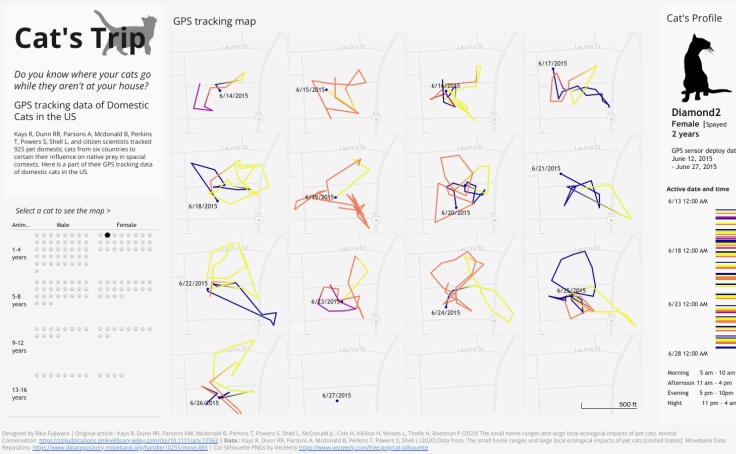 Cat's Trip
Do you know where your cats go
while they aren't at your house?
GPS tracking data of Domestic
Cats in the US
Kays R, Dunn RR, Parsons A, Mcdonald B, Perkins
T, Powers S, Shell L, and citizen scientists tracked
925 pet domestic cats from six countries to
certain their influence on native prey in spacial
contexts. Here is a part of their GPS tracking data
of domestic cats in the US.
Select a cat to see the map >
Anim... Male Female
1-4
years
5-8
years
9-12
years
13-16
years
GPS tracking map
Laurris St
Laurris St
Laurris St
Laurris St
6/14/2015
6/15/2015
6/16/2015
6/17/2015
6/18/2015
6/19/2015
6/20/2015
6/21/2015
6/22/2015
6/23/2015
6/24/2015
6/25/2015
6/26/2015
6/27/2015
500 ft
Cat's Profile
Diamond2
Female |Spayed
2 years
GPS sensor deploy dat
June 12, 2015
- June 27, 2015
Active date and time
6/13 12:00 AM
6/18 12:00 AM
6/23 12:00 AM
6/28 12:00 AM
Morning 5 am - 10 am
Afternoon 11 am - 4 pm
Evening 5 pm - 10pm
Night 11 pm - 4 am
Designed by Rika Fujiwara | Original article : Kays R, Dunn RR, Parsons AW, Mcdonald B, Perkins T, Powers S, Shell L, McDonald JL, Cole H, Kikillus H, Woods L, Tindle H, Roetman P (2020) The small home ranges and large local ecological impacts of pet cats. Animal
Conservation. https://zslpublications.onlinelibrary.wiley.com/doi/10.1111/acv.12563 | Data : Kays R, Dunn RR, Parsons A, Mcdonald B, Perkins T, Powers S, Shell L (2020) Data from: The small home ranges and large local ecological impacts of pet cats [United States]. Movebank Data
Repository. https://www.datarepository.movebank.org/handle/10255/move.885 | Cat Silhouette PNGs by Vecteezy https://www.vecteezy.com/free-png/cat-silhouette